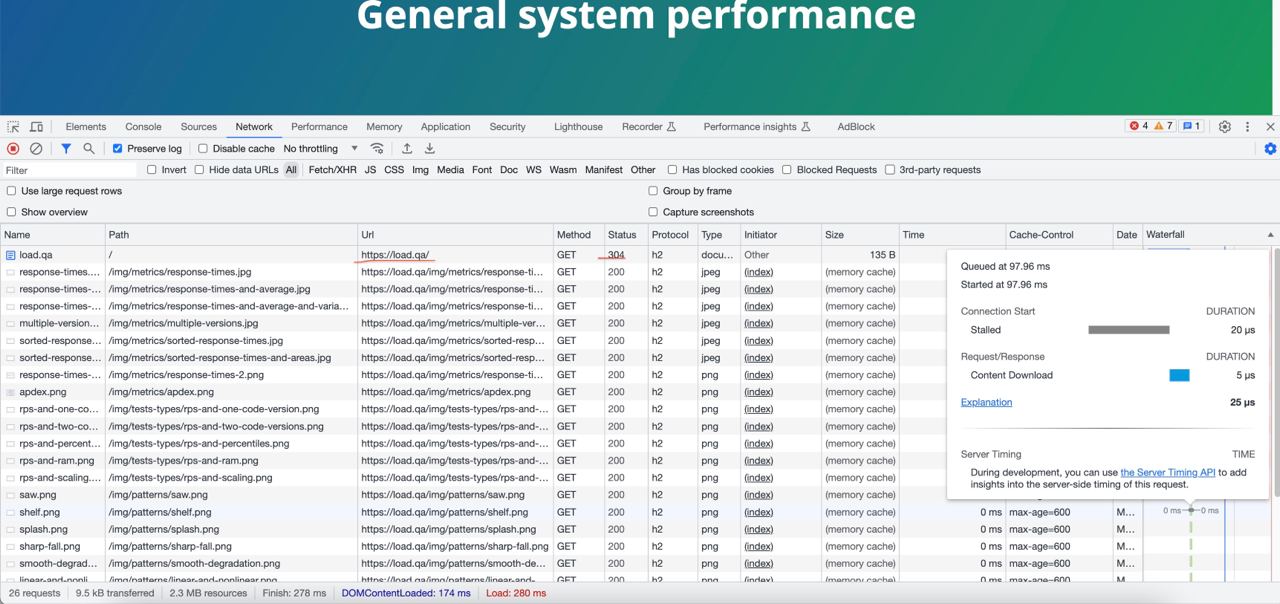 General system performance
Elements Console Sources Network Performance Memory Application Security Lighthouse Recorder Performance insights AdBlock 4 7 1
Preserve log Disable cache No throttling
Filter Invert Hide data URLs All Fetch/XHR JS CSS Img Media Font Doc WS Wasm Manifest Other Has blocked cookies Blocked Requests 3rd-party requests
Use large request rows Group by frame
Show overview Capture screenshots
Name Path Url Method Status Protocol Type Initiator Size Time Cache-Control Date Waterfall
load.qa / https://load.qa/ GET 304 h2 docu... Other 135 B
response-times.... /img/metrics/response-times.jpg https://load.qa/img/metrics/response-ti... GET 200 h2 jpeg (index) (memory cache)
response-times-... /img/metrics/response-times-and-average.jpg https://load.qa/img/metrics/response-ti... GET 200 h2 jpeg (index) (memory cache)
response-times-... /img/metrics/response-times-and-average-and-varia... https://load.qa/img/metrics/response-ti... GET 200 h2 jpeg (index) (memory cache)
multiple-version... /img/metrics/multiple-versions.jpg https://load.qa/img/metrics/multiple-ver... GET 200 h2 jpeg (index) (memory cache)
sorted-response... /img/metrics/sorted-response-times.jpg https://load.qa/img/metrics/sorted-resp... GET 200 h2 jpeg (index) (memory cache)
sorted-response... /img/metrics/sorted-response-times-and-areas.jpg https://load.qa/img/metrics/sorted-resp... GET 200 h2 jpeg (index) (memory cache)
response-times-... /img/metrics/response-times-2.png https://load.qa/img/metrics/response-ti... GET 200 h2 png (index) (memory cache)
apdex.png /img/metrics/apdex.png https://load.qa/img/metrics/apdex.png GET 200 h2 png (index) (memory cache)
rps-and-one-co... /img/tests-types/rps-and-one-code-version.png https://load.qa/img/tests-types/rps-and-... GET 200 h2 png (index) (memory cache)
rps-and-two-co... /img/tests-types/rps-and-two-code-versions.png https://load.qa/img/tests-types/rps-and-... GET 200 h2 png (index) (memory cache)
rps-and-percent... /img/tests-types/rps-and-percentiles.png https://load.qa/img/tests-types/rps-and-... GET 200 h2 png (index) (memory cache)
rps-and-ram.png /img/tests-types/rps-and-ram.png https://load.qa/img/tests-types/rps-and-... GET 200 h2 png (index) (memory cache)
rps-and-scaling.... /img/tests-types/rps-and-scaling.png https://load.qa/img/tests-types/rps-and-... GET 200 h2 png (index) (memory cache)
saw.png /img/patterns/saw.png https://load.qa/img/patterns/saw.png GET 200 h2 png (index) (memory cache)
shelf.png /img/patterns/shelf.png https://load.qa/img/patterns/shelf.png GET 200 h2 png (index) (memory cache) 0 ms max-age=600 M... 0 ms 0 ms
splash.png /img/patterns/splash.png https://load.qa/img/patterns/splash.png GET 200 h2 png (index) (memory cache) 0 ms max-age=600 M...
sharp-fall.png /img/patterns/sharp-fall.png https://load.qa/img/patterns/sharp-fall.png GET 200 h2 png (index) (memory cache) 0 ms max-age=600 M...
smooth-degrad... /img/patterns/smooth-degradation.png https://load.qa/img/patterns/smooth-de... GET 200 h2 png (index) (memory cache) 0 ms max-age=600 M...
linear-and-nonli... /img/patterns/linear-and-nonlinear.png https://load.qa/img/patterns/linear-and-... GET 200 h2 png (index) (memory cache) 0 ms max-age=600 M...
Queued at 97.96 ms
Started at 97.96 ms
Connection Start DURATION
Stalled 20 μs
Request/Response DURATION
Content Download 5 μs
Explanation 25 μs
Server Timing TIME
During development, you can use the Server Timing API to add
insights into the server-side timing of this request.
26 requests 9.5 kB transferred 2.3 MB resources Finish: 278 ms DOMContentLoaded: 174 ms Load: 280 ms